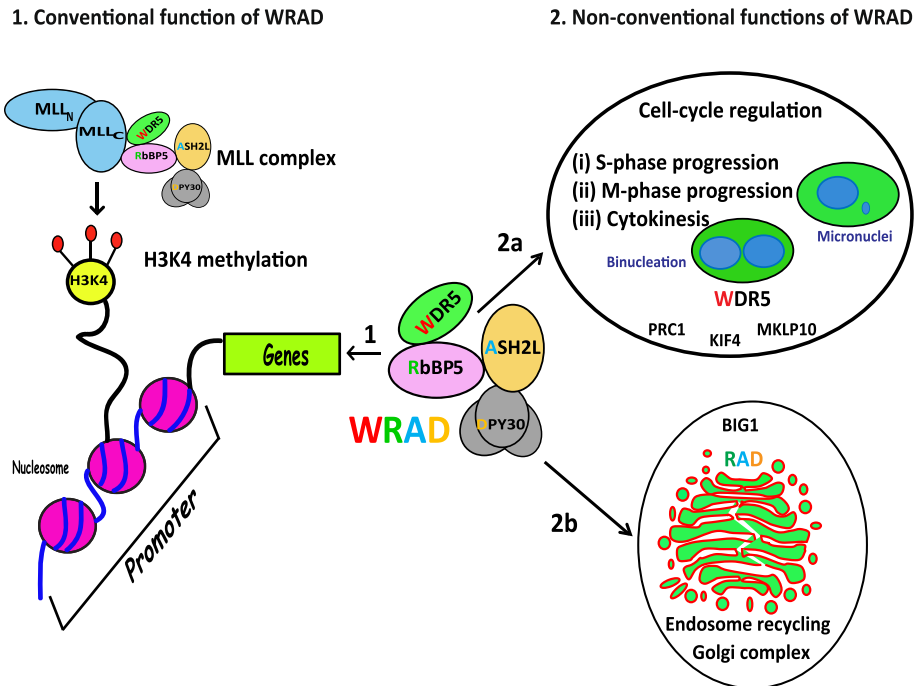 1. Conventional function of WRAD
2. Non-conventional functions of WRAD
MLLN
MLLC
WDR5
RbBP5
ASH2L
DPY30
MLL complex
H3K4 methylation
H3K4
Genes
1
Nucleosome
Promoter
WDR5
RbBP5
ASH2L
DPY30
WRAD
2a
2b
Cell-cycle regulation
(i) S-phase progression
(ii) M-phase progression
(iii) Cytokinesis
Micronuclei
Binucleation
WDR5
PRC1
KIF4
MKLP10
BIG1
RAD
Endosome recycling
Golgi complex